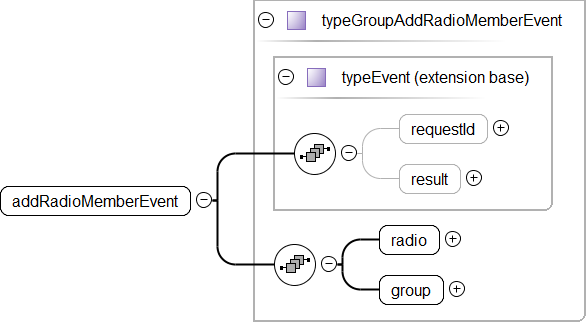 typeGroupAddRadioMemberEvent
typeEvent (extension base)
requestId
result
addRadioMemberEvent
radio
group